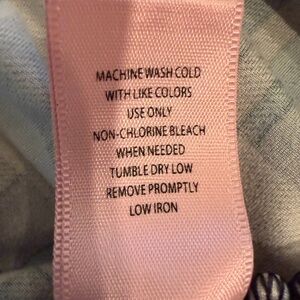 MACHINE WASH COLD
WITH LIKE COLORS
USE ONLY
NON-CHLORINE BLEACH
WHEN NEEDED
TUMBLE DRY LOW
REMOVE PROMPTLY
LOW IRON